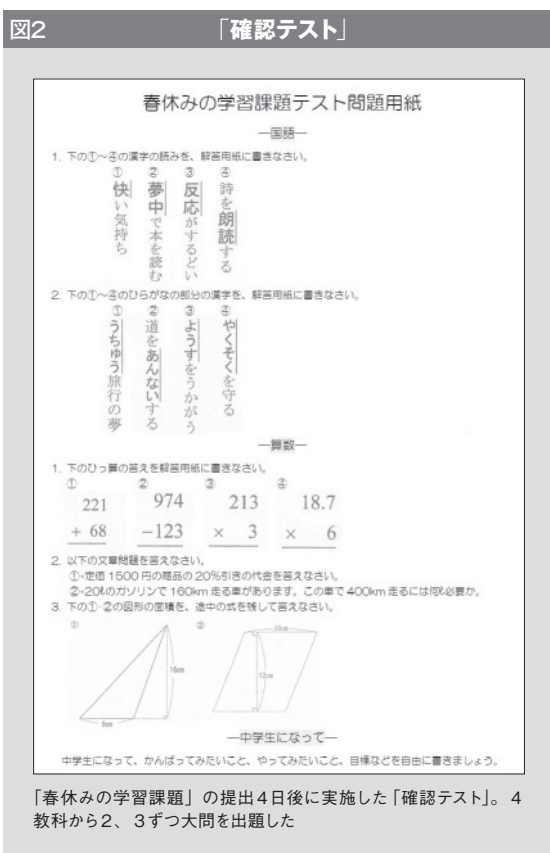 図2 「確認テスト」
春休みの学習課題テスト問題用紙
―国語―
1. 下の①~④の漢字の読みを、解答用紙に書きなさい。
① ② ③ ④
快い気持ち
夢中で本を読む
反応がするどい
詩を朗読する
2. 下の①~④のひらがなの部分の漢字を、解答用紙に書きなさい。
① ② ③ ④
うちゅう旅行の夢
道をあんないする
ようすをうかがう
やくそくを守る
―算数―
1. 下のひっ算の答えを解答用紙に書きなさい。
① ② ③ ④
221 974 213 18.7
+ 68 −123 × 3 × 6
2. 以下の文章問題を答えなさい。
①・定価1500円の商品の20%引きの代金を答えなさい。
②・20ℓのガソリンで160km走る車があります。この車で400km走るには何ℓ必要か。
3. 下の①・②の図形の面積を、途中の式を残して答えなさい。
① ②
10cm
16cm
12cm
9cm
―中学生になって―
中学生になって、がんばってみたいこと、やってみたいこと、目標などを自由に書きましょう。
「春休みの学習課題」の提出4日後に実施した「確認テスト」。4
教科から2、3ずつ大問を出題した